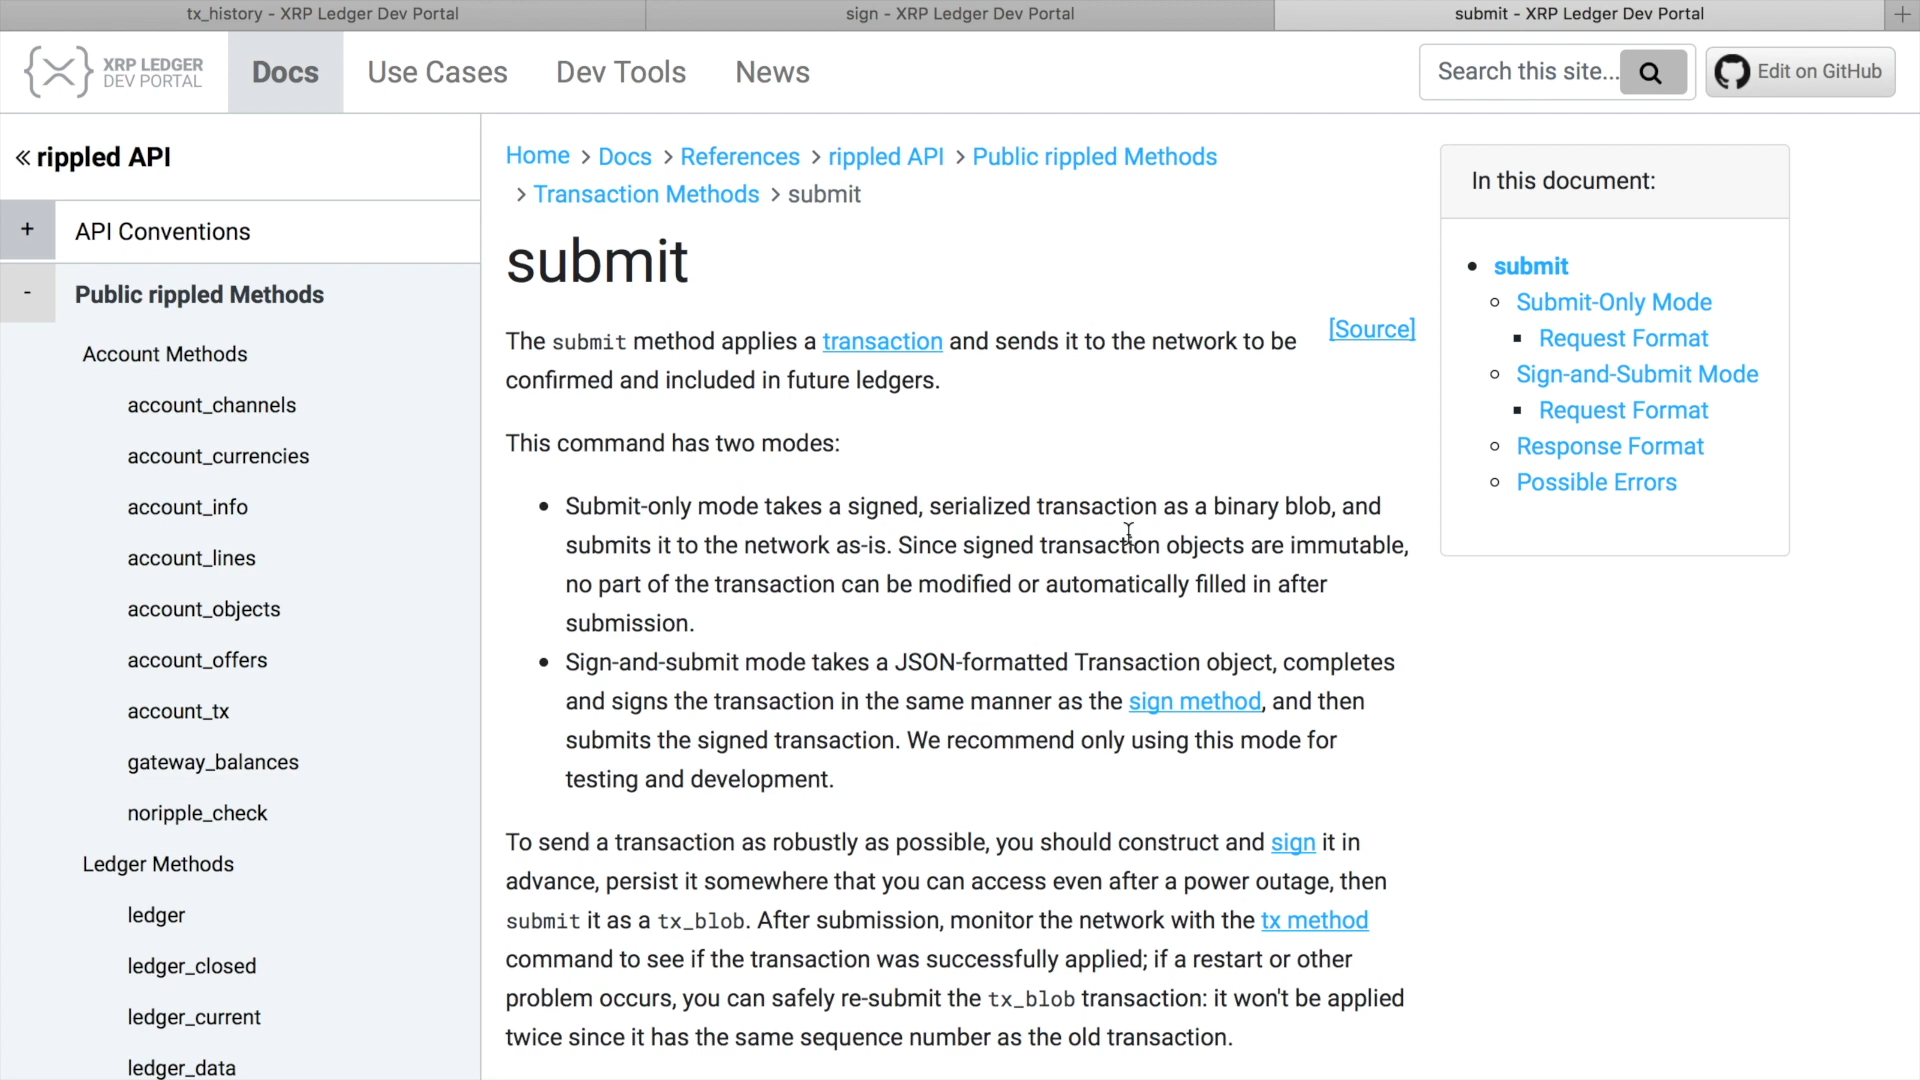 tx_history - XRP Ledger Dev Portal
sign - XRP Ledger Dev Portal
submit - XRP Ledger Dev Portal
+
XRP LEDGER
DEV PORTAL
Docs
Use Cases
Dev Tools
News
Search this site...
Edit on GitHub
« rippled API
+
API Conventions
-
Public rippled Methods
Account Methods
account_channels
account_currencies
account_info
account_lines
account_objects
account_offers
account_tx
gateway_balances
noripple_check
Ledger Methods
ledger
ledger_closed
ledger_current
ledger_data
Home > Docs > References > rippled API > Public rippled Methods
> Transaction Methods > submit
submit
[Source]
The submit method applies a transaction and sends it to the network to be
confirmed and included in future ledgers.
This command has two modes:
• Submit-only mode takes a signed, serialized transaction as a binary blob, and
submits it to the network as-is. Since signed transaction objects are immutable,
no part of the transaction can be modified or automatically filled in after
submission.
• Sign-and-submit mode takes a JSON-formatted Transaction object, completes
and signs the transaction in the same manner as the sign method, and then
submits the signed transaction. We recommend only using this mode for
testing and development.
To send a transaction as robustly as possible, you should construct and sign it in
advance, persist it somewhere that you can access even after a power outage, then
submit it as a tx_blob. After submission, monitor the network with the tx method
command to see if the transaction was successfully applied; if a restart or other
problem occurs, you can safely re-submit the tx_blob transaction: it won't be applied
twice since it has the same sequence number as the old transaction.
In this document:
• submit
Submit-Only Mode
Request Format
Sign-and-Submit Mode
Request Format
Response Format
Possible Errors